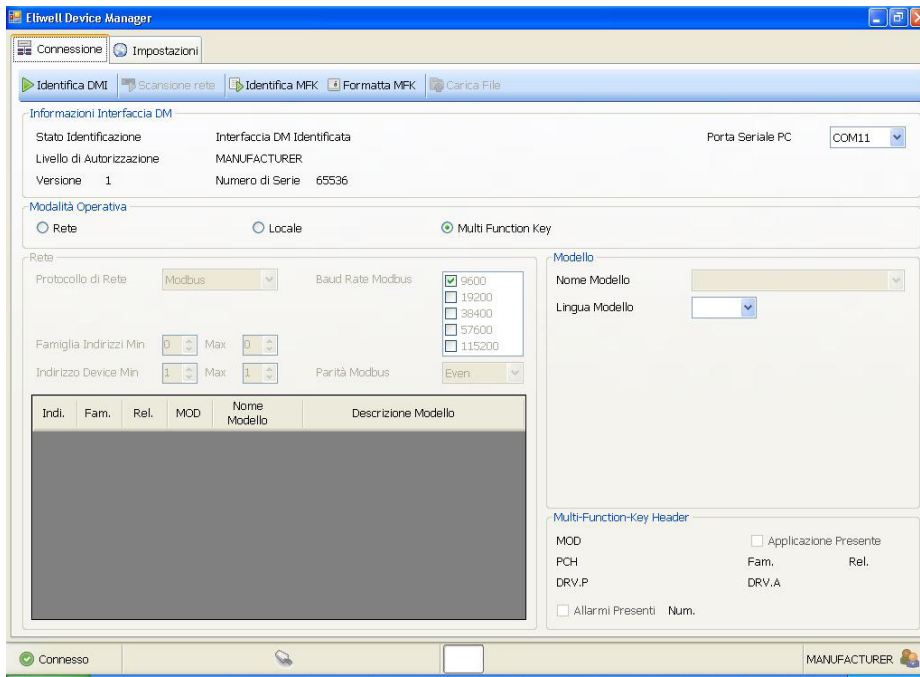 Eliwell Device Manager
Connessione Impostazioni
Identifica DMI Scansione rete Identifica MFK Formatta MFK Carica File
Informazioni Interfaccia DM
Stato Identificazione Interfaccia DM Identificata Porta Seriale PC COM11
Livello di Autorizzazione MANUFACTURER
Versione 1 Numero di Serie 65536
Modalità Operativa
Rete Locale Multi Function Key
Rete
Protocollo di Rete Modbus Baud Rate Modbus 9600
19200
38400
57600
115200
Famiglia Indirizzi Min 0 Max 0
Indirizzo Device Min 1 Max 1 Parità Modbus Even
Indi. Fam. Rel. MOD Nome Modello Descrizione Modello
Modello
Nome Modello
Lingua Modello
Multi-Function-Key Header
MOD Applicazione Presente
PCH Fam. Rel.
DRV.P DRV.A
Allarmi Presenti Num.
Connesso MANUFACTURER